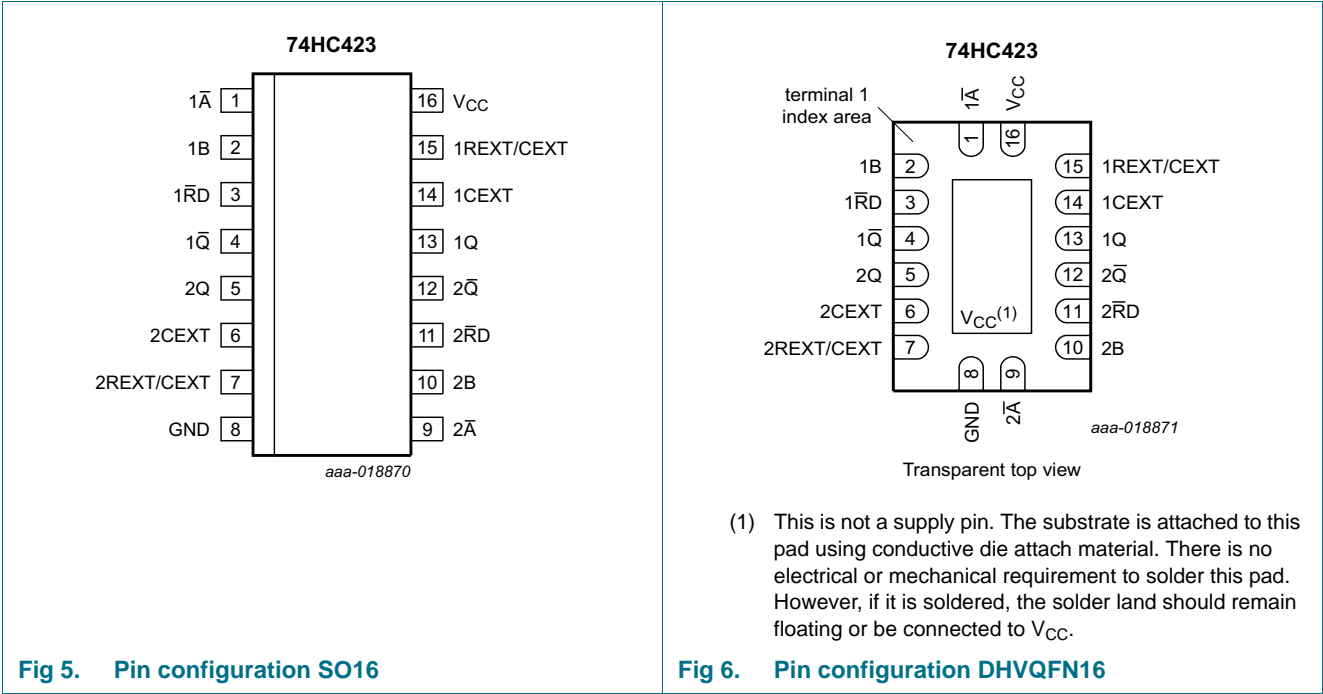 74HC423
1A̅ 1
16 VCC
1B 2
15 1REXT/CEXT
1R̅D 3
14 1CEXT
1Q̅ 4
13 1Q
2Q 5
12 2Q̅
2CEXT 6
11 2R̅D
2REXT/CEXT 7
10 2B
GND 8
9 2A̅
aaa-018870
Fig 5. Pin configuration SO16
74HC423
terminal 1
index area
1A̅
VCC
1
16
1B 2
15 1REXT/CEXT
1R̅D 3
14 1CEXT
1Q̅ 4
13 1Q
2Q 5
12 2Q̅
2CEXT 6
11 2R̅D
VCC(1)
2REXT/CEXT 7
10 2B
8
9
GND
2A̅
aaa-018871
Transparent top view
(1) This is not a supply pin. The substrate is attached to this
pad using conductive die attach material. There is no
electrical or mechanical requirement to solder this pad.
However, if it is soldered, the solder land should remain
floating or be connected to VCC.
Fig 6. Pin configuration DHVQFN16